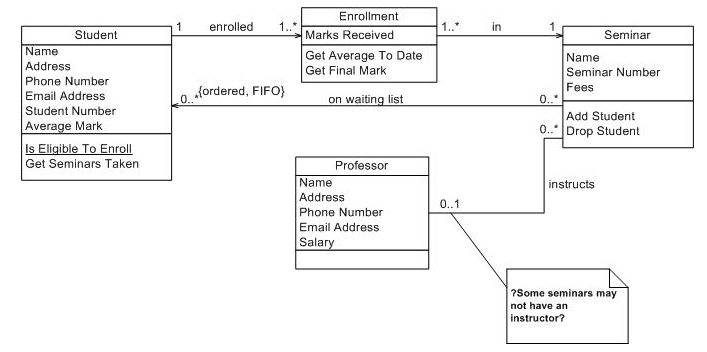 Student
Name
Address
Phone Number
Email Address
Student Number
Average Mark
Is Eligible To Enroll
Get Seminars Taken
1
enrolled
1..*
Enrollment
Marks Received
Get Average To Date
Get Final Mark
1..*
in
1
Seminar
Name
Seminar Number
Fees
Add Student
Drop Student
{ordered, FIFO}
0..*
on waiting list
0..*
0..*
Professor
Name
Address
Phone Number
Email Address
Salary
0..1
instructs
?Some seminars may
not have an
instructor?